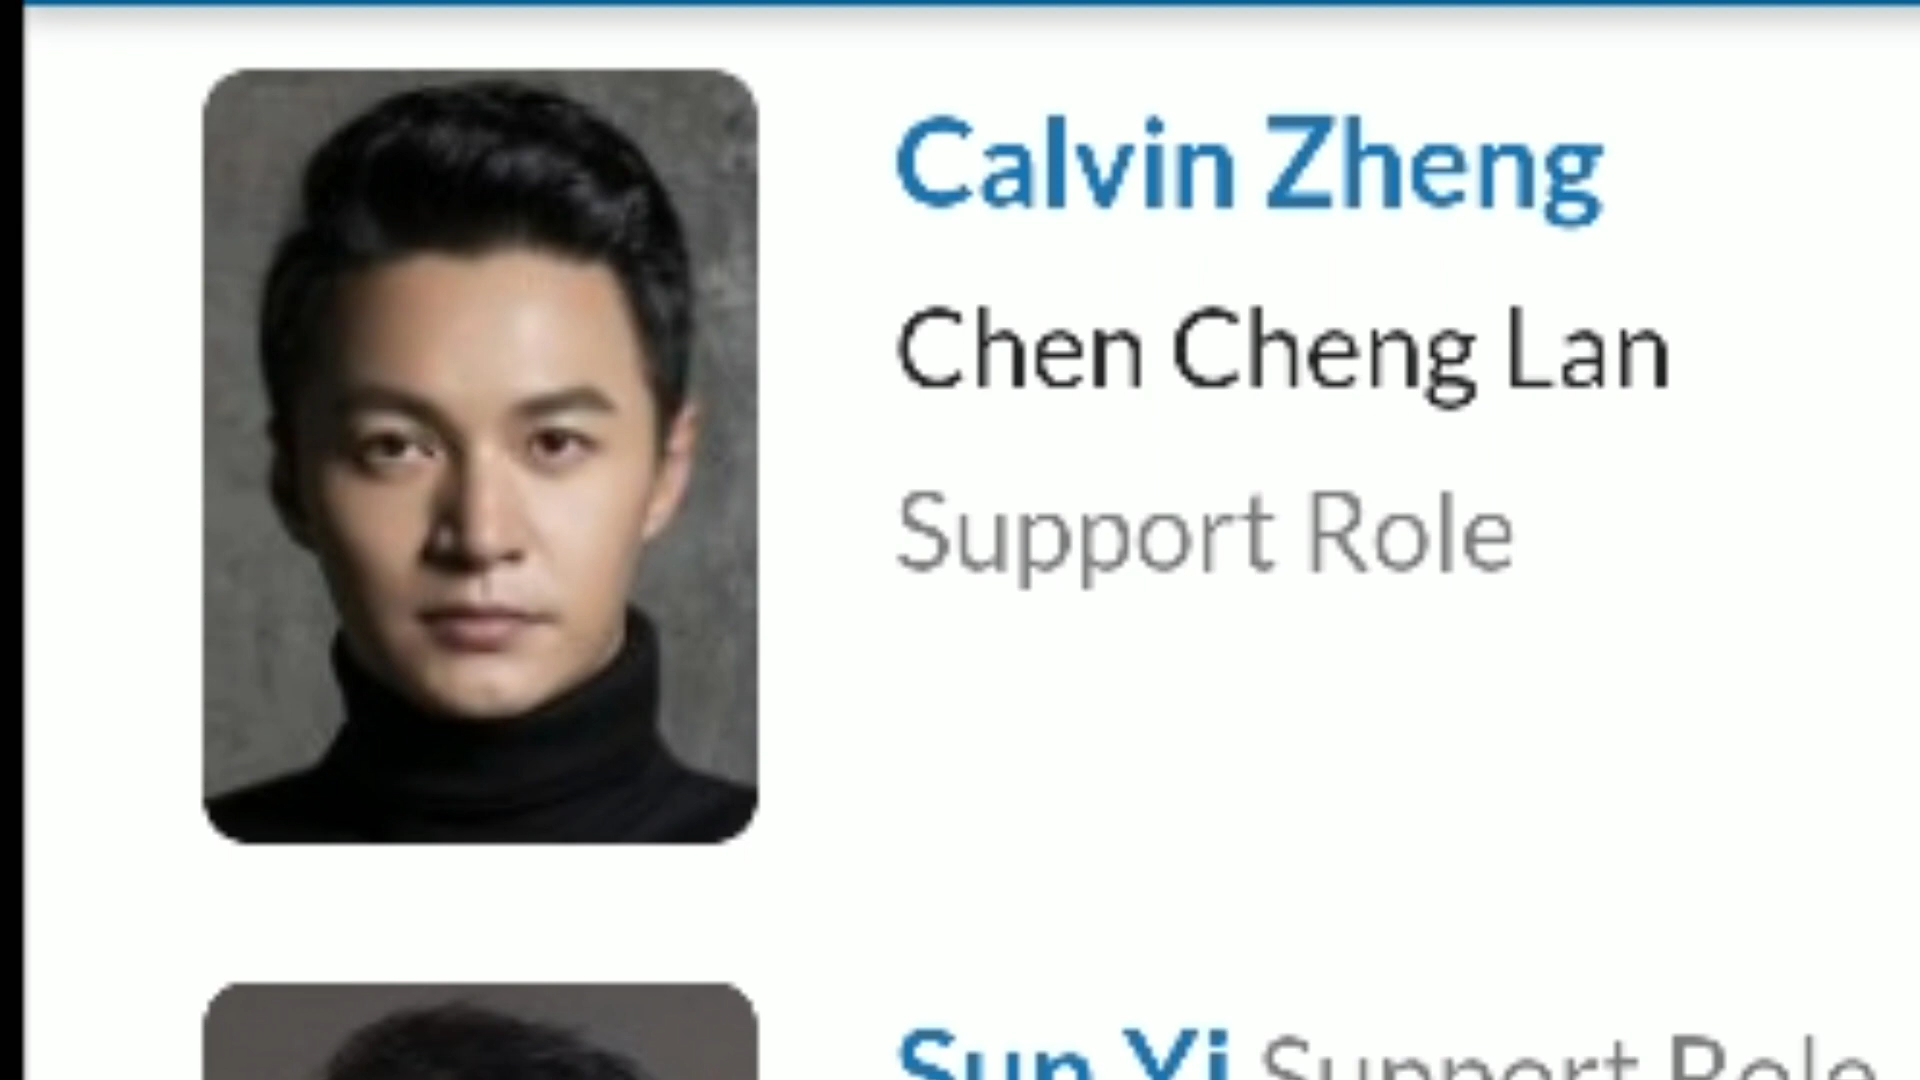 Calvin Zheng
Chen Cheng Lan
Support Role
Sun Yi Support Role